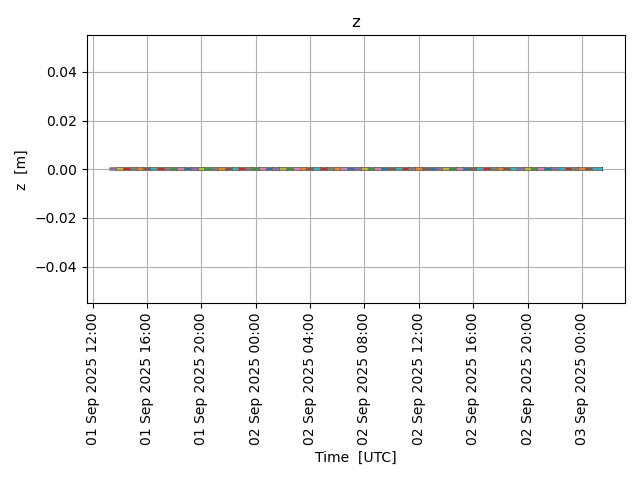 z
0.04
0.02
0.00
−0.02
−0.04
z  [m]
01 Sep 2025 12:00
01 Sep 2025 16:00
01 Sep 2025 20:00
02 Sep 2025 00:00
02 Sep 2025 04:00
02 Sep 2025 08:00
02 Sep 2025 12:00
02 Sep 2025 16:00
02 Sep 2025 20:00
03 Sep 2025 00:00
Time  [UTC]